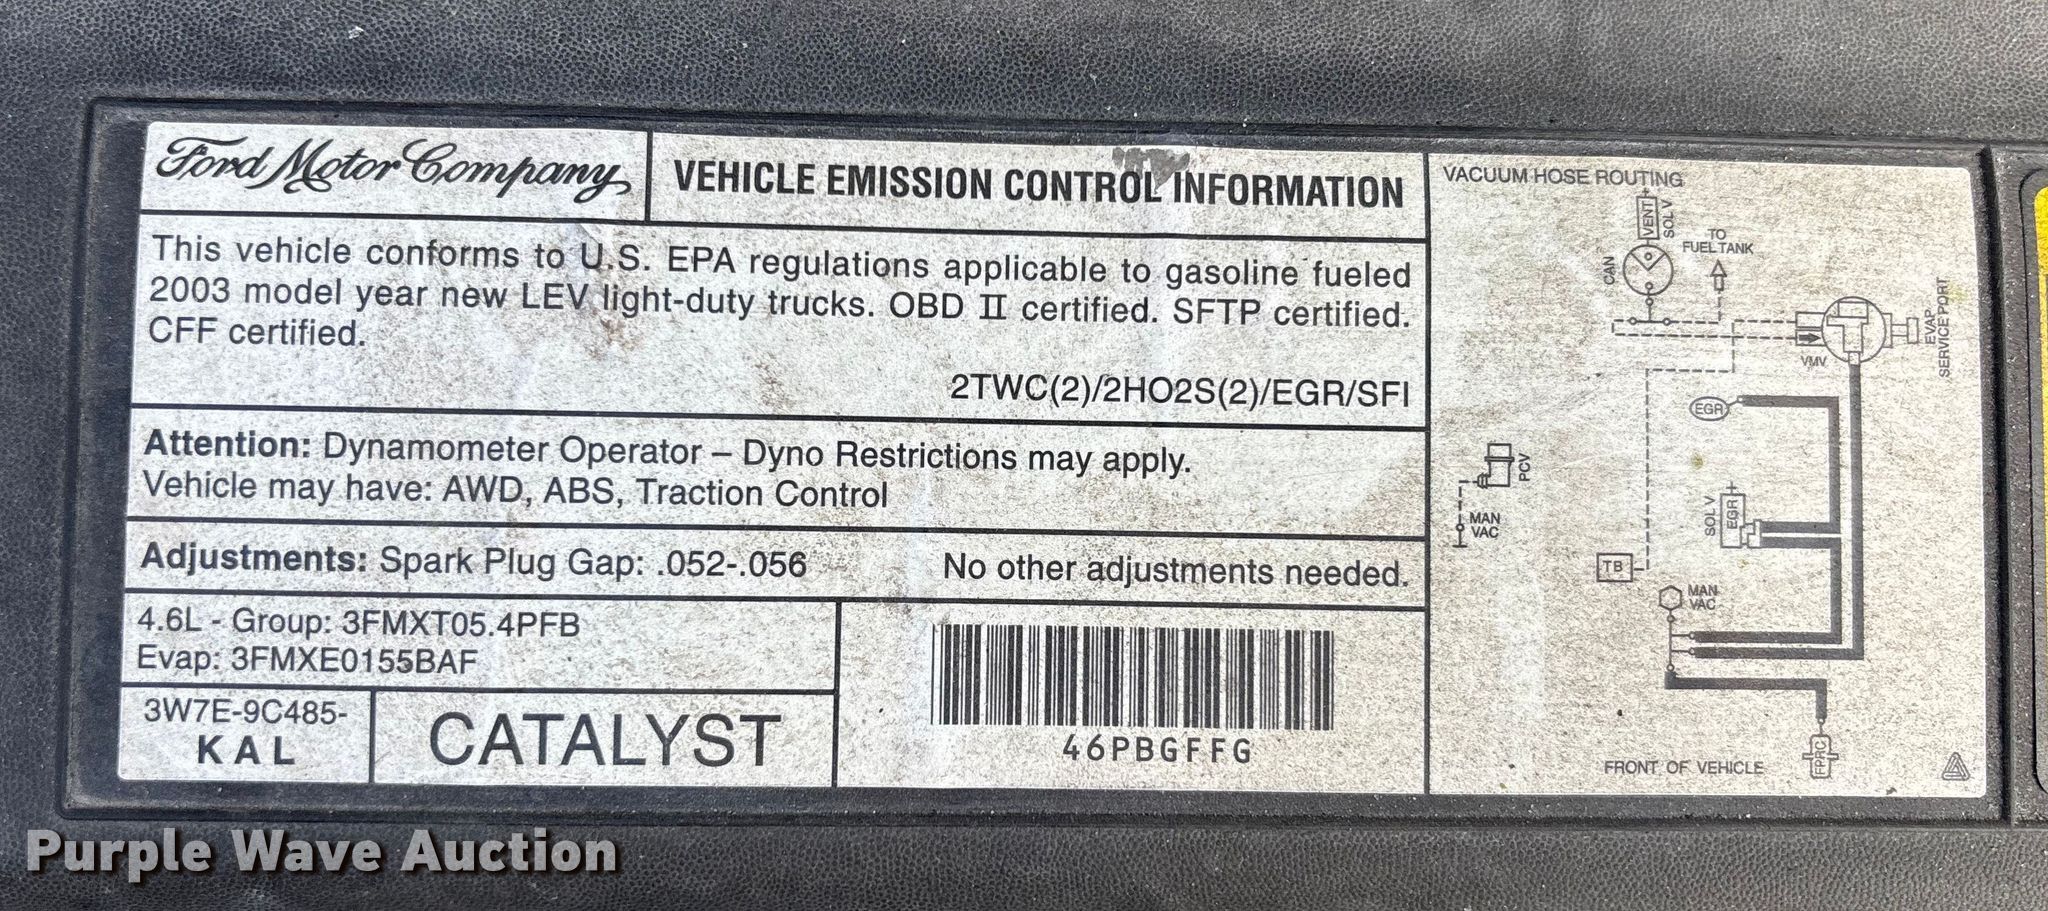 Ford Motor Company
VEHICLE EMISSION CONTROL INFORMATION
This vehicle conforms to U.S. EPA regulations applicable to gasoline fueled
2003 model year new LEV light-duty trucks. OBD II certified. SFTP certified.
CFF certified.
2TWC(2)/2HO2S(2)/EGR/SFI
Attention: Dynamometer Operator – Dyno Restrictions may apply.
Vehicle may have: AWD, ABS, Traction Control
Adjustments: Spark Plug Gap: .052-.056
No other adjustments needed.
4.6L - Group: 3FMXT05.4PFB
Evap: 3FMXE0155BAF
3W7E-9C485-
KAL
CATALYST
46PBGFFG
VACUUM HOSE ROUTING
VENT
SOL V
TO
FUEL TANK
CAN
VMV
EVAP
SERVICE PORT
EGR
PCV
MAN
VAC
SOL V
EGR
TB
MAN
VAC
FRONT OF VEHICLE
FPRC
Purple Wave Auction